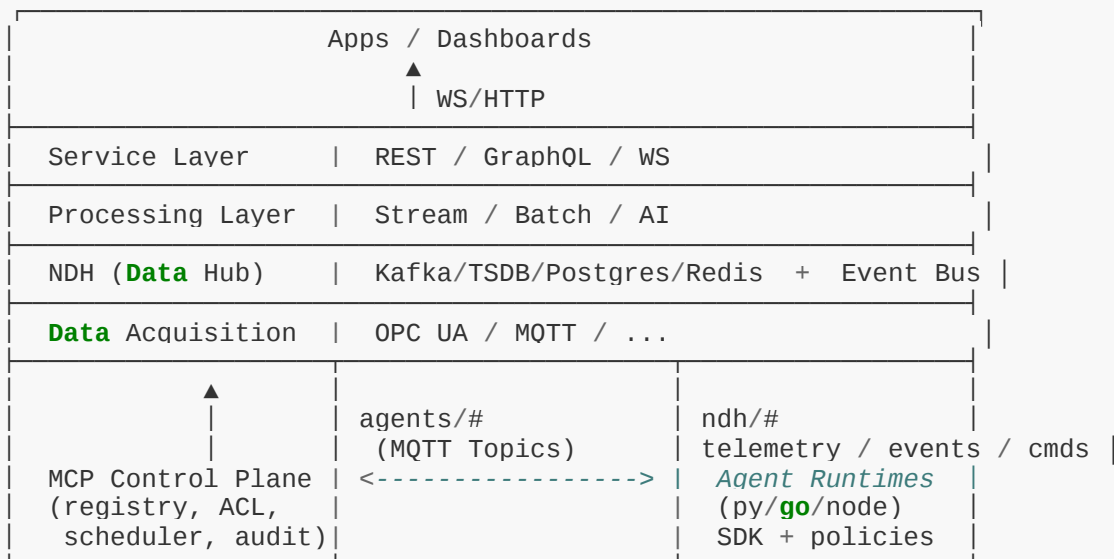 Apps / Dashboards
▲
| WS/HTTP
Service Layer | REST / GraphQL / WS
Processing Layer | Stream / Batch / AI
NDH (Data Hub) | Kafka/TSDB/Postgres/Redis + Event Bus
Data Acquisition | OPC UA / MQTT / ...
▲
| agents/# | ndh/#
| (MQTT Topics) | telemetry / events / cmds |
MCP Control Plane | <-----------------> | Agent Runtimes |
(registry, ACL, | | (py/go/node) |
scheduler, audit)| | SDK + policies |